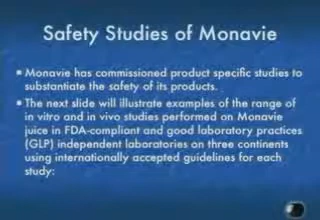 Safety Studies of Monavie
• Monavie has commissioned product specific studies to
substantiate the safety of its products.
• The next slide will illustrate examples of the range of
in vitro and in vivo studies performed on Monavie
juice in FDA-compliant and good laboratory practices
(GLP) independent laboratories on three continents
using internationally accepted guidelines for each
study: